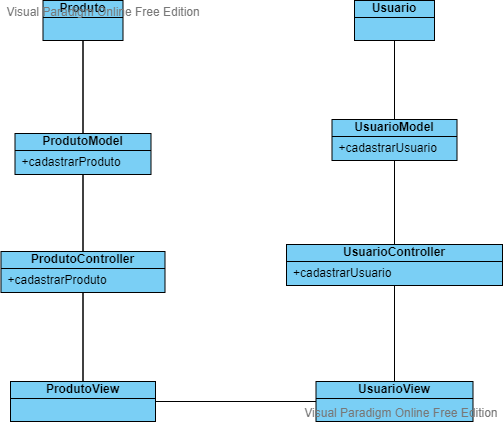 Visual Paradigm Online Free Edition
Produto
Usuario
ProdutoModel
+cadastrarProduto
UsuarioModel
+cadastrarUsuario
ProdutoController
+cadastrarProduto
UsuarioController
+cadastrarUsuario
ProdutoView
UsuarioView
Visual Paradigm Online Free Edition